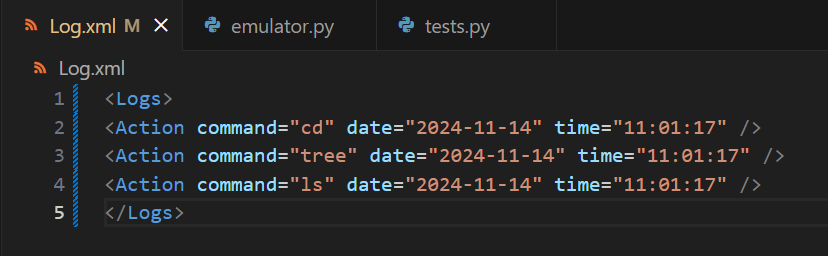 Log.xml M × emulator.py tests.py
Log.xml
1 <Logs>
2 <Action command="cd" date="2024-11-14" time="11:01:17" />
3 <Action command="tree" date="2024-11-14" time="11:01:17" />
4 <Action command="ls" date="2024-11-14" time="11:01:17" />
5 </Logs>